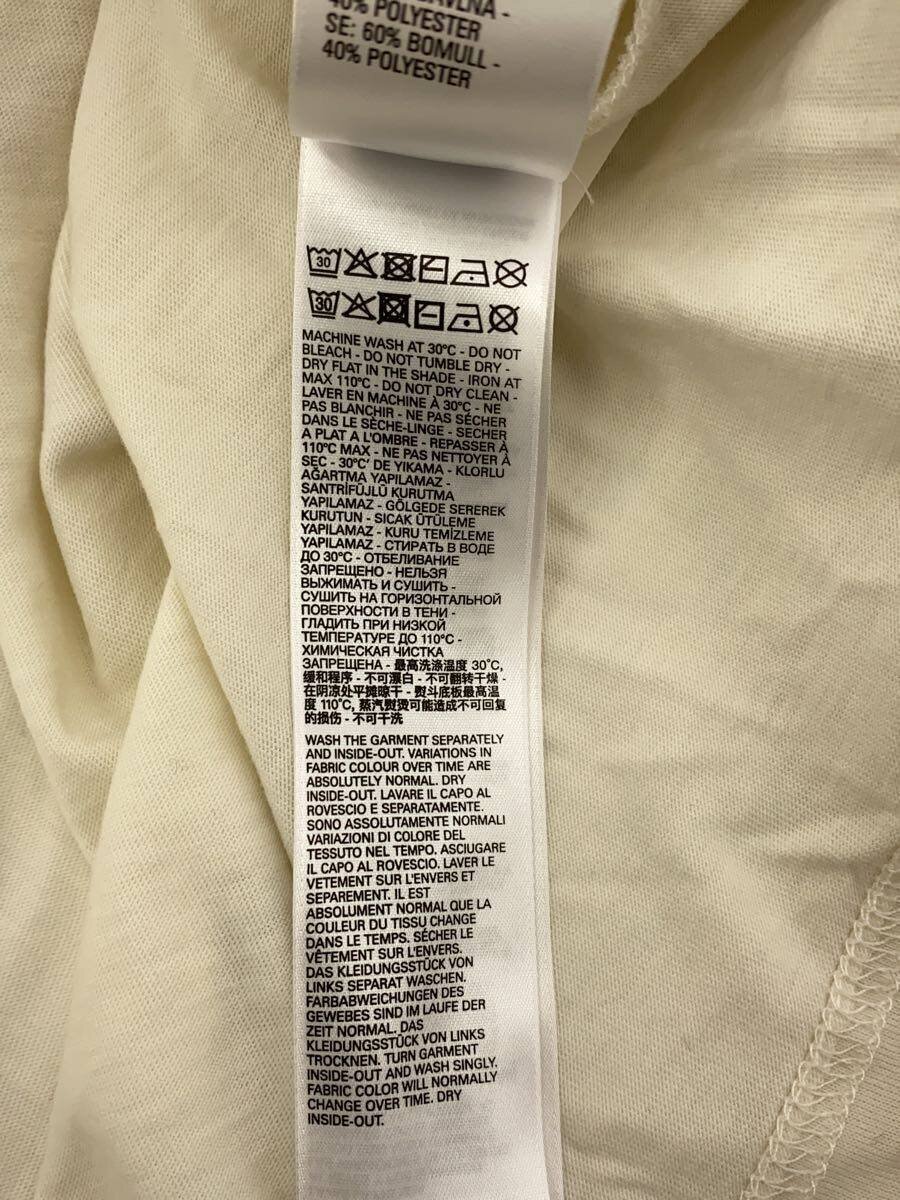 40% POLYESTER
SE: 60% BOMULL -
40% POLYESTER
30
30
MACHINE WASH AT 30°C - DO NOT
BLEACH - DO NOT TUMBLE DRY -
DRY FLAT IN THE SHADE - IRON AT
MAX 110°C - DO NOT DRY CLEAN -
LAVER EN MACHINE À 30°C - NE
PAS BLANCHIR - NE PAS SÉCHER
DANS LE SÈCHE-LINGE - SECHER
A PLAT A L'OMBRE - REPASSER À
110°C MAX - NE PAS NETTOYER À
SEC - 30°C' DE YIKAMA - KLORLU
AĞARTMA YAPILAMAZ -
SANTRİFÜJLÜ KURUTMA
YAPILAMAZ - GÖLGEDE SEREREK
KURUTUN - SICAK ÜTÜLEME
YAPILAMAZ - KURU TEMİZLEME
YAPILAMAZ - СТИРАТЬ В ВОДЕ
ДО 30°C - ОТБЕЛИВАНИЕ
ЗАПРЕЩЕНО - НЕЛЬЗЯ
ВЫЖИМАТЬ И СУШИТЬ -
СУШИТЬ НА ГОРИЗОНТАЛЬНОЙ
ПОВЕРХНОСТИ В ТЕНИ -
ГЛАДИТЬ ПРИ НИЗКОЙ
ТЕМПЕРАТУРЕ ДО 110°C -
ХИМИЧЕСКАЯ ЧИСТКА
ЗАПРЕЩЕНА - 最高洗涤温度 30°C,
缓和程序 - 不可漂白 - 不可翻转干燥 -
在阴凉处平摊晾干 - 熨斗底板最高温
度 110°C, 蒸汽熨烫可能造成不可回复
的损伤 - 不可干洗
WASH THE GARMENT SEPARATELY
AND INSIDE-OUT. VARIATIONS IN
FABRIC COLOUR OVER TIME ARE
ABSOLUTELY NORMAL. DRY
INSIDE-OUT. LAVARE IL CAPO AL
ROVESCIO E SEPARATAMENTE.
SONO ASSOLUTAMENTE NORMALI
VARIAZIONI DI COLORE DEL
TESSUTO NEL TEMPO. ASCIUGARE
IL CAPO AL ROVESCIO. LAVER LE
VETEMENT SUR L'ENVERS ET
SEPAREMENT. IL EST
ABSOLUMENT NORMAL QUE LA
COULEUR DU TISSU CHANGE
DANS LE TEMPS. SÉCHER LE
VÊTEMENT SUR L'ENVERS.
DAS KLEIDUNGSSTÜCK VON
LINKS SEPARAT WASCHEN.
FARBABWEICHUNGEN DES
GEWEBES SIND IM LAUFE DER
ZEIT NORMAL. DAS
KLEIDUNGSSTÜCK VON LINKS
TROCKNEN. TURN GARMENT
INSIDE-OUT AND WASH SINGLY.
FABRIC COLOR WILL NORMALLY
CHANGE OVER TIME. DRY
INSIDE-OUT.